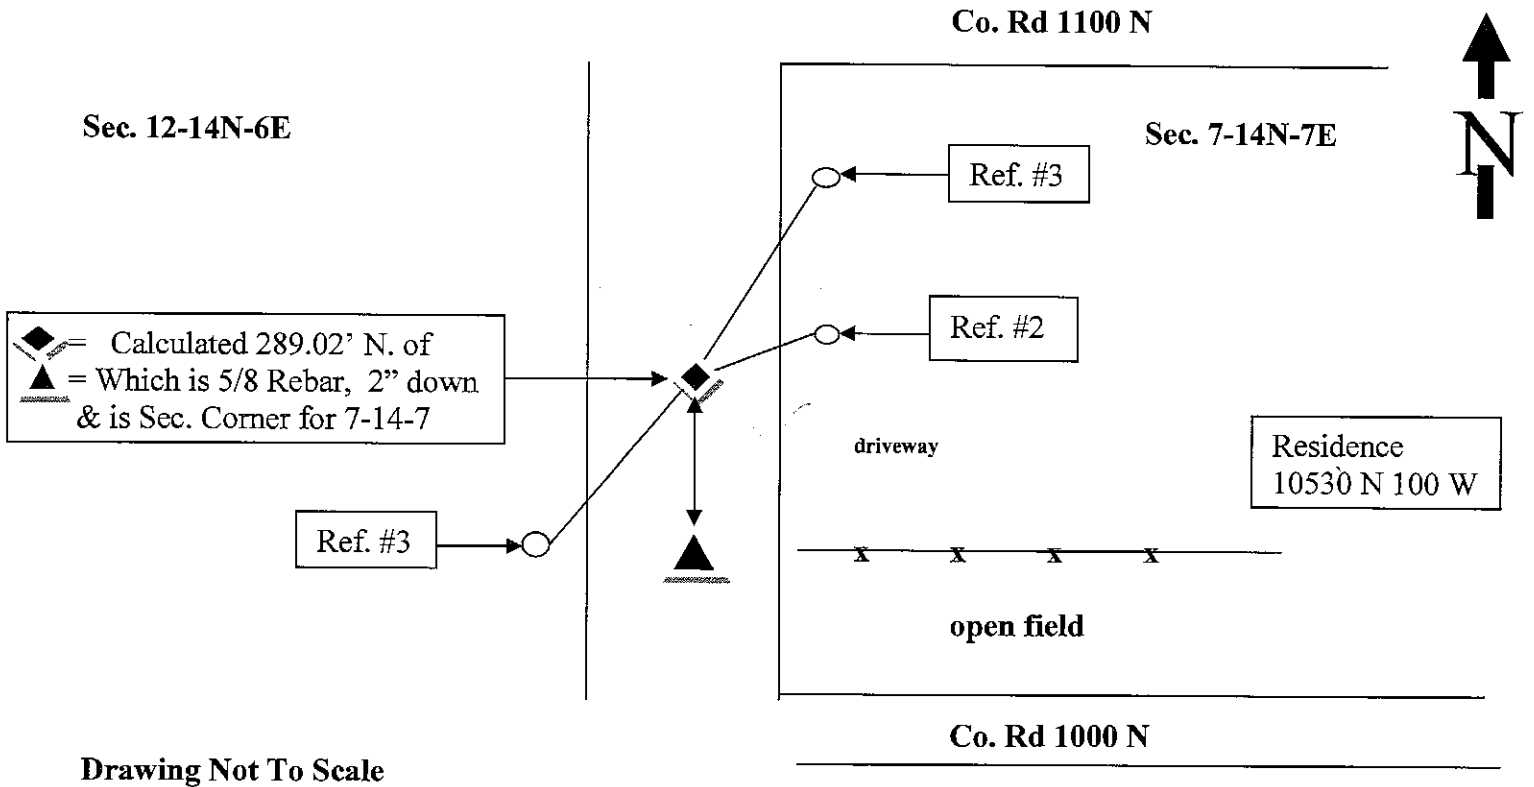 Co. Rd 1100 N
Sec. 12-14N-6E
Sec. 7-14N-7E
N
Ref. #3
Ref. #2
= Calculated 289.02’ N. of
= Which is 5/8 Rebar, 2” down
& is Sec. Corner for 7-14-7
driveway
Residence
10530 N 100 W
Ref. #3
x x x x
open field
Co. Rd 1000 N
Drawing Not To Scale